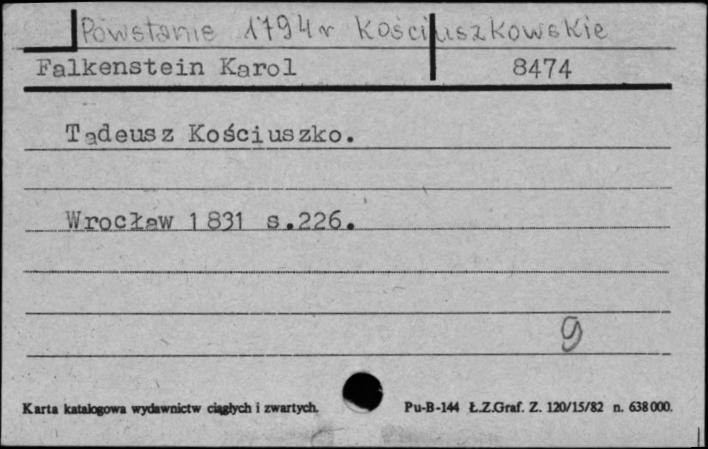 Powstanie 1794 r Kościuszkowskie
Falkenstein Karol 8474
Tadeusz Kościuszko.
Wrocław 1831 s.226.
9
Karta katalogowa wydawnictw ciągłych i zwartych. Pu-B-144 Ł.Z.Graf. Z. 120/15/82 n. 638000.